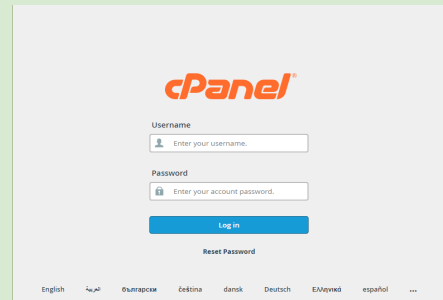 cPanel®
Username
Enter your username.
Password
Enter your account password.
Log in
Reset Password
English العربية български čeština dansk Deutsch Ελληνικά español ...